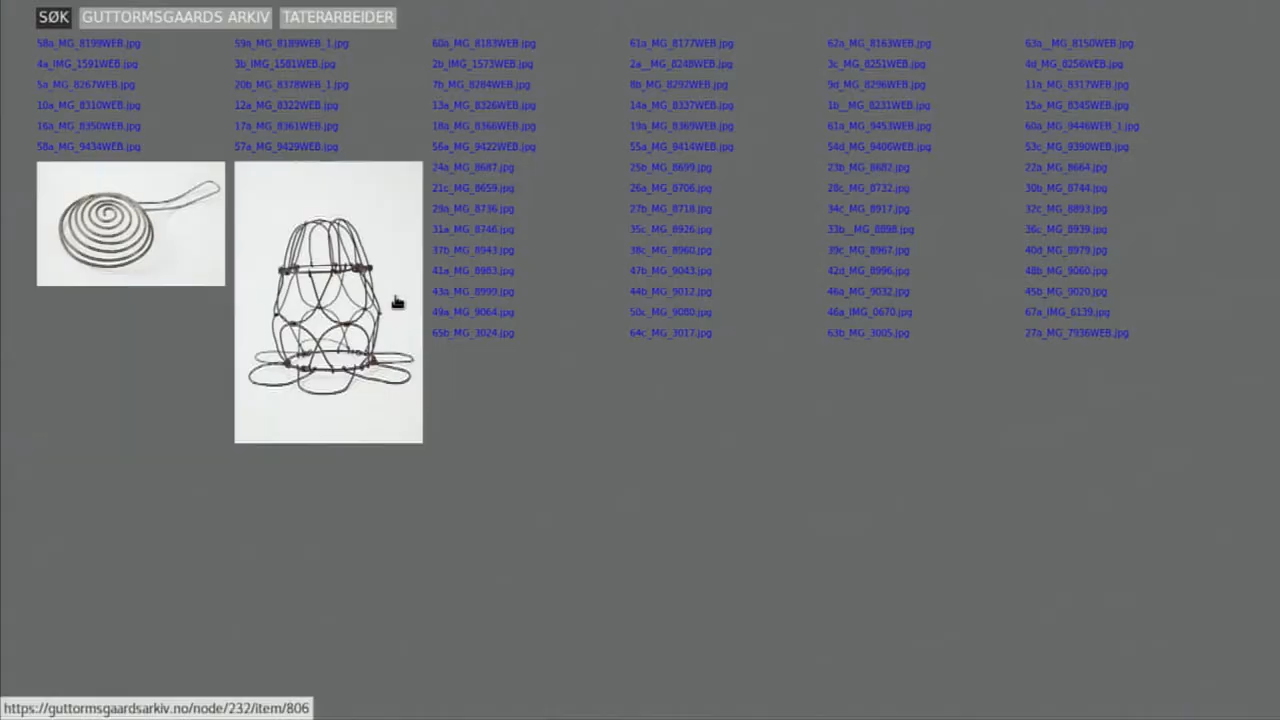 SØK GUTTORMSGAARDS ARKIV TATERARBEIDER
58a_MG_8199WEB.jpg 59a_MG_8189WEB_1.jpg 60a_MG_8183WEB.jpg 61a_MG_8177WEB.jpg 62a_MG_8163WEB.jpg 63a__MG_8150WEB.jpg
4a_IMG_1591WEB.jpg 3b_IMG_1581WEB.jpg 2b_IMG_1573WEB.jpg 2a__MG_8248WEB.jpg 3c_MG_8251WEB.jpg 4d_MG_8256WEB.jpg
5a_MG_8267WEB.jpg 20b_MG_8378WEB_1.jpg 7b_MG_8284WEB.jpg 8b_MG_8292WEB.jpg 9d_MG_8296WEB.jpg 11a_MG_8317WEB.jpg
10a_MG_8310WEB.jpg 12a_MG_8322WEB.jpg 13a_MG_8326WEB.jpg 14a_MG_8337WEB.jpg 1b__MG_8231WEB.jpg 15a_MG_8345WEB.jpg
16a_MG_8350WEB.jpg 17a_MG_8361WEB.jpg 18a_MG_8366WEB.jpg 19a_MG_8369WEB.jpg 61a_MG_9453WEB.jpg 60a_MG_9446WEB_1.jpg
58a_MG_9434WEB.jpg 57a_MG_9429WEB.jpg 56a_MG_9422WEB.jpg 55a_MG_9414WEB.jpg 54d_MG_9406WEB.jpg 53c_MG_9390WEB.jpg
24a_MG_8687.jpg 25b_MG_8699.jpg 23b_MG_8682.jpg 22a_MG_8664.jpg
21c_MG_8659.jpg 26a_MG_8706.jpg 28c_MG_8732.jpg 30b_MG_8744.jpg
29a_MG_8736.jpg 27b_MG_8718.jpg 34c_MG_8917.jpg 32c_MG_8893.jpg
31a_MG_8746.jpg 35c_MG_8926.jpg 33b__MG_8898.jpg 36c_MG_8939.jpg
37b_MG_8943.jpg 38c_MG_8960.jpg 39c_MG_8967.jpg 40d_MG_8979.jpg
41a_MG_8983.jpg 47b_MG_9043.jpg 42d_MG_8996.jpg 48b_MG_9060.jpg
43a_MG_8999.jpg 44b_MG_9012.jpg 46a_MG_9032.jpg 45b_MG_9020.jpg
49a_MG_9064.jpg 50c_MG_9080.jpg 46a_IMG_0670.jpg 67a_IMG_6139.jpg
65b_MG_3024.jpg 64c_MG_3017.jpg 63b_MG_3005.jpg 27a_MG_7936WEB.jpg
https://guttormsgaardsarkiv.no/node/232/item/806